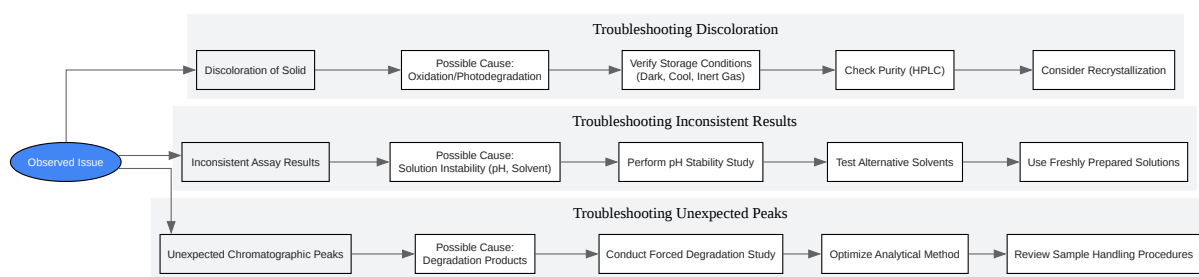 Troubleshooting Discoloration
Discoloration of Solid
Possible Cause:
Oxidation/Photodegradation
Verify Storage Conditions
(Dark, Cool, Inert Gas)
Check Purity (HPLC)
Consider Recrystallization
Observed Issue
Troubleshooting Inconsistent Results
Inconsistent Assay Results
Possible Cause:
Solution Instability (pH, Solvent)
Perform pH Stability Study
Test Alternative Solvents
Use Freshly Prepared Solutions
Troubleshooting Unexpected Peaks
Unexpected Chromatographic Peaks
Possible Cause:
Degradation Products
Conduct Forced Degradation Study
Optimize Analytical Method
Review Sample Handling Procedures